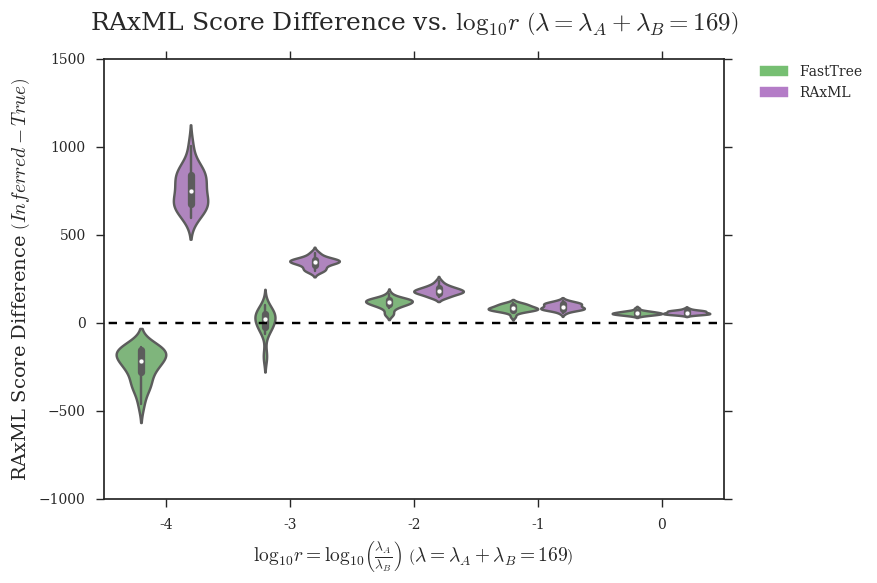 RAxML Score Difference vs. log₁₀r (λ = λ_A + λ_B = 169)
FastTree
RAxML
RAxML Score Difference (Inferred − True)
1500
1000
500
0
−500
−1000
-4
-3
-2
-1
0
log₁₀r = log₁₀(λ_A/λ_B) (λ = λ_A + λ_B = 169)